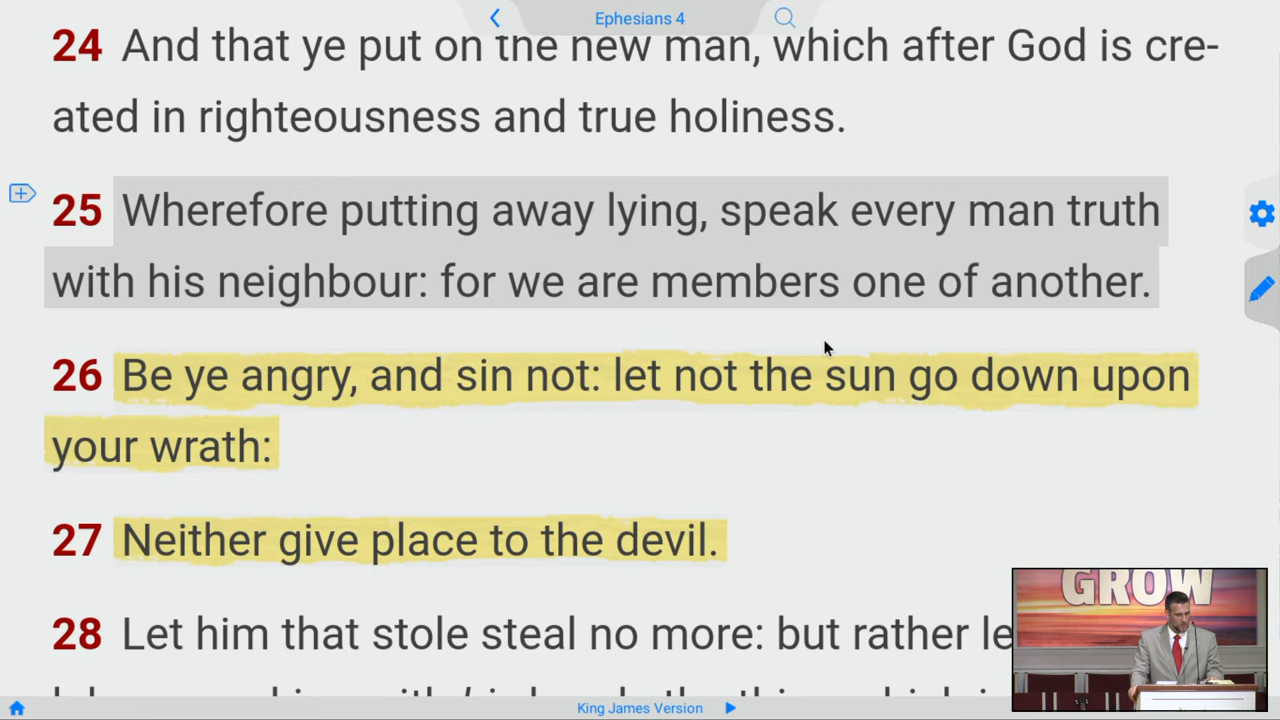 Ephesians 4
24 And that ye put on the new man, which after God is cre-
ated in righteousness and true holiness.
25 Wherefore putting away lying, speak every man truth
with his neighbour: for we are members one of another.
26 Be ye angry, and sin not: let not the sun go down upon
your wrath:
27 Neither give place to the devil.
28 Let him that stole steal no more: but rather
GROW
King James Version